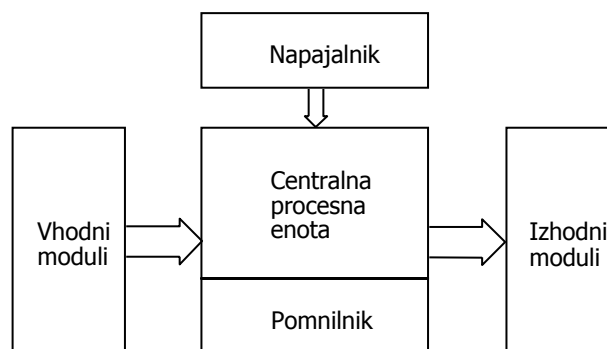 Napajalnik
Centralna
procesna
enota
Vhodni
moduli
Izhodni
moduli
Pomnilnik